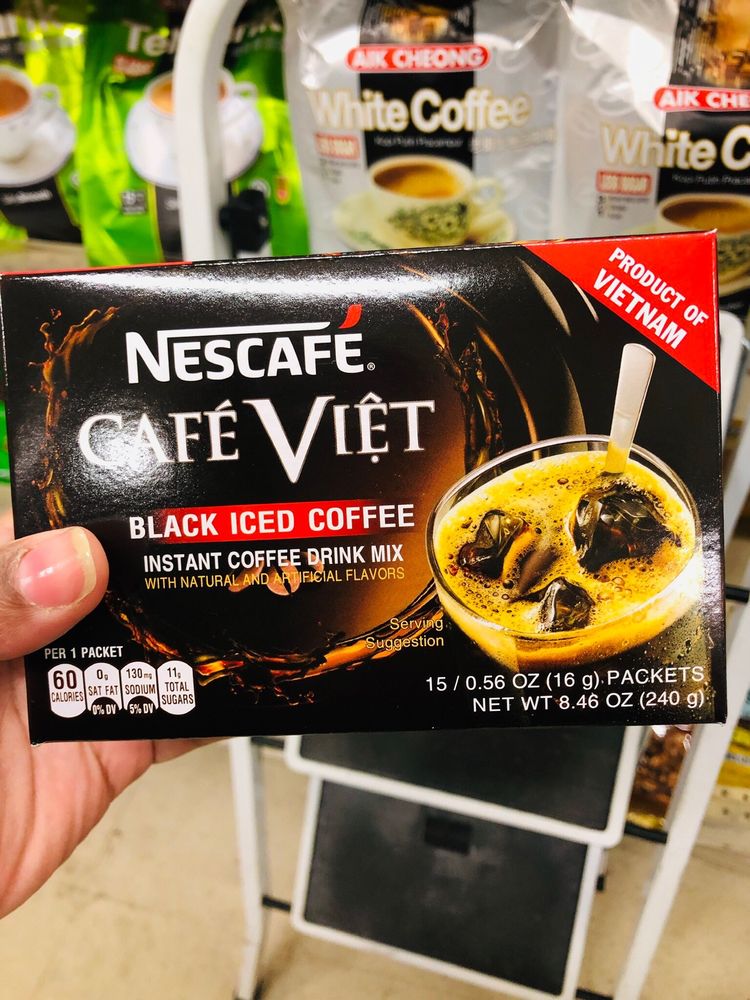 AIK CHEONG
White Coffee
AIK CHE
White C
Te
PRODUCT OF
VIETNAM
NESCAFÉ®
CAFÉ VIỆT
BLACK ICED COFFEE
INSTANT COFFEE DRINK MIX
WITH NATURAL AND ARTIFICIAL FLAVORS
Serving
Suggestion
PER 1 PACKET
60 CALORIES
0g SAT FAT 0% DV
130mg SODIUM 5% DV
11g TOTAL SUGARS
15 / 0.56 OZ (16 g) PACKETS
NET WT 8.46 OZ (240 g)